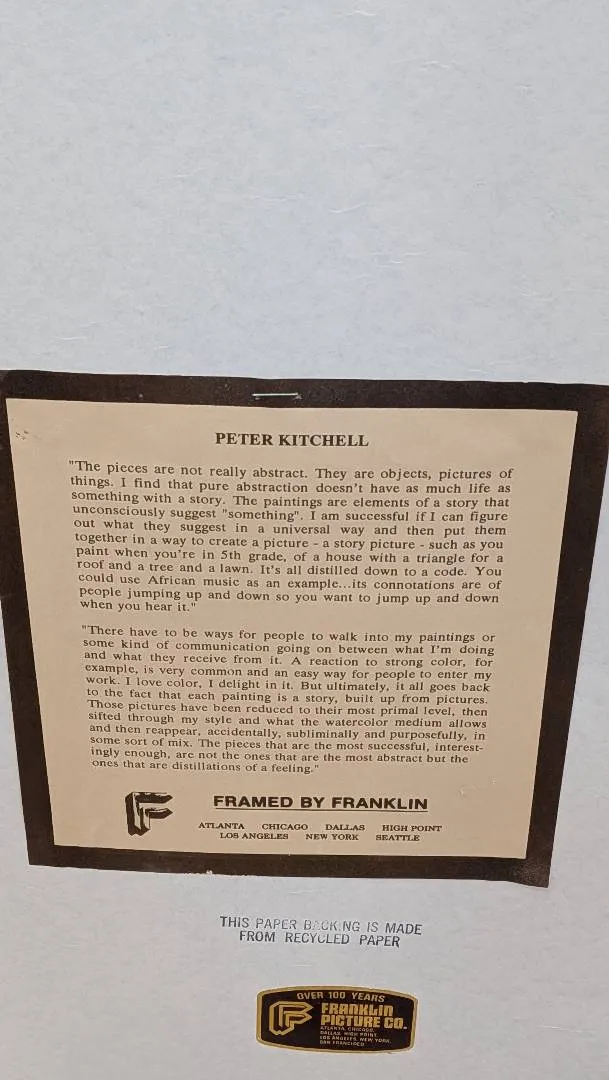 PETER KITCHELL
"The pieces are not really abstract. They are objects, pictures of
things. I find that pure abstraction doesn't have as much life as
something with a story. The paintings are elements of a story that
unconsciously suggest "something". I am successful if I can figure
out what they suggest in a universal way and then put them
together in a way to create a picture - a story picture - such as you
paint when you're in 5th grade, of a house with a triangle for a
roof and a tree and a lawn. It's all distilled down to a code. You
could use African music as an example...its connotations are of
people jumping up and down so you want to jump up and down
when you hear it."
"There have to be ways for people to walk into my paintings or
some kind of communication going on between what I'm doing
and what they receive from it. A reaction to strong color, for
example, is very common and an easy way for people to enter my
work. I love color, I delight in it. But ultimately, it all goes back
to the fact that each painting is a story, built up from pictures.
Those pictures have been reduced to their most primal level, then
sifted through my style and what the watercolor medium allows
and then reappear, accidentally, subliminally and purposefully, in
some sort of mix. The pieces that are the most successful, interest-
ingly enough, are not the ones that are the most abstract but the
ones that are distillations of a feeling."
FRAMED BY FRANKLIN
ATLANTA CHICAGO DALLAS HIGH POINT
LOS ANGELES NEW YORK SEATTLE
THIS PAPER BACKING IS MADE
FROM RECYCLED PAPER
OVER 100 YEARS
FRANKLIN
PICTURE CO.
ATLANTA, CHICAGO,
DALLAS, HIGH POINT,
LOS ANGELES, NEW YORK,
SAN FRANCISCO